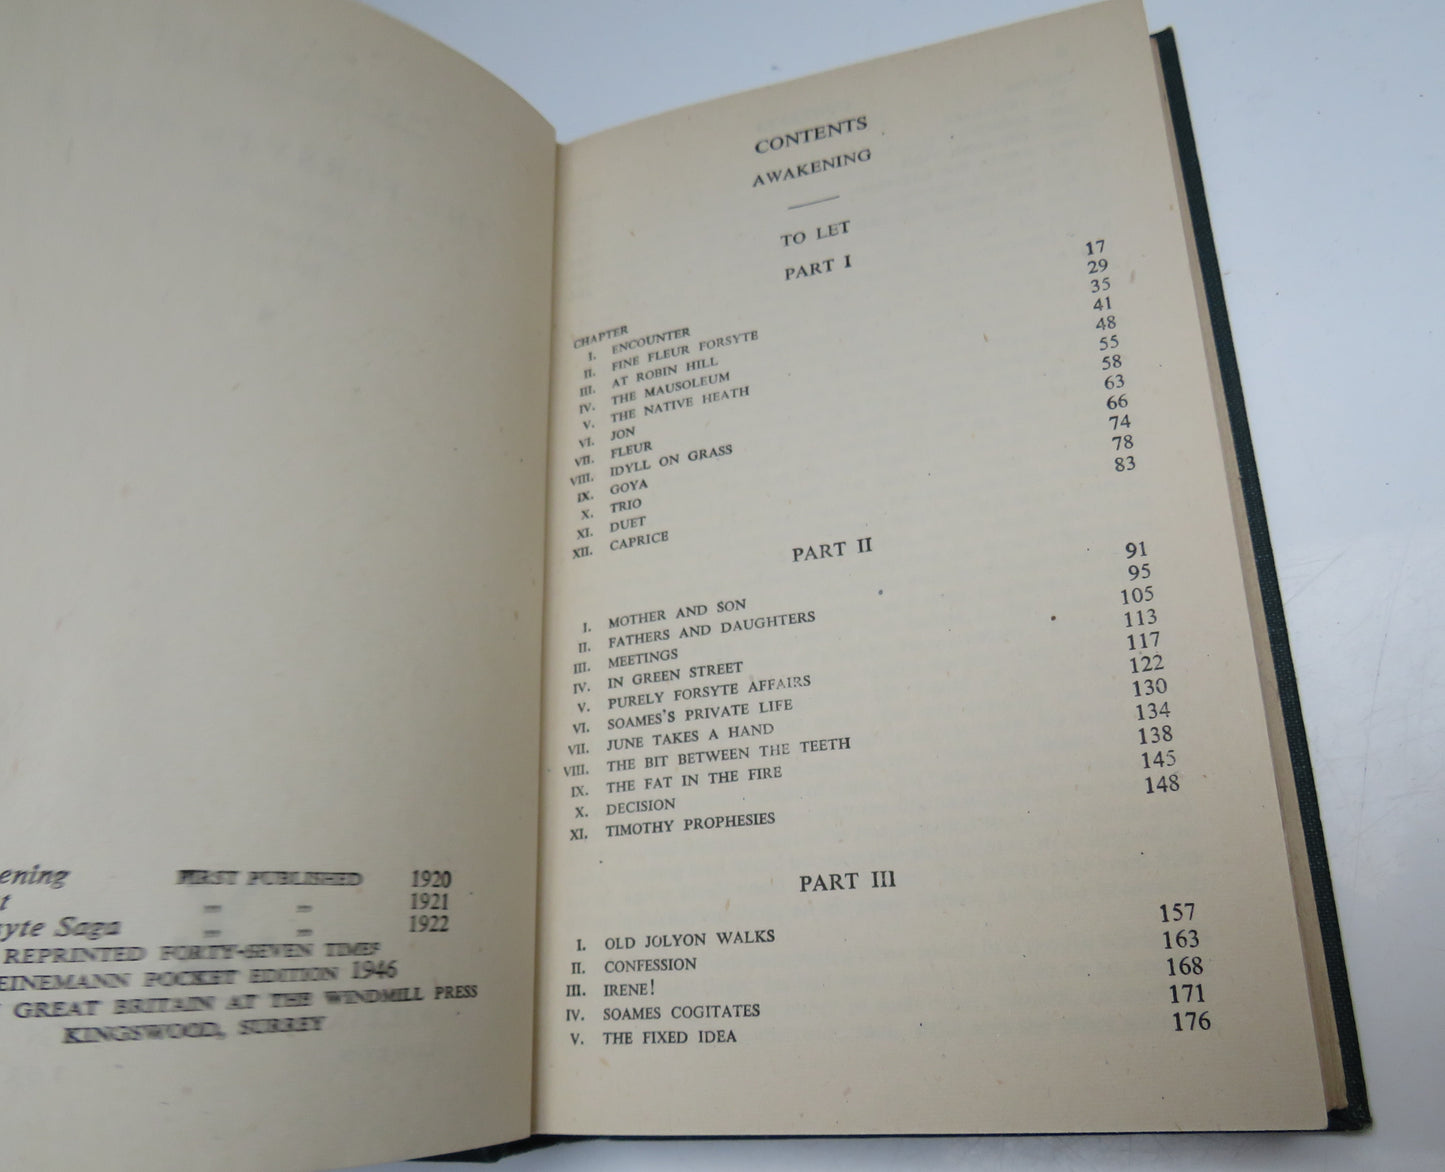 ening FIRST PUBLISHED 1920
t „ „ 1921
yte Saga „ „ 1922
REPRINTED FORTY-SEVEN TIMES
EINEMANN POCKET EDITION 1946
GREAT BRITAIN AT THE WINDMILL PRESS
KINGSWOOD, SURREY
CONTENTS
AWAKENING
TO LET
PART I
CHAPTER
I. ENCOUNTER 17
II. FINE FLEUR FORSYTE 29
III. AT ROBIN HILL 35
IV. THE MAUSOLEUM 41
V. THE NATIVE HEATH 48
VI. JON 55
VII. FLEUR 58
VIII. IDYLL ON GRASS 63
IX. GOYA 66
X. TRIO 74
XI. DUET 78
XII. CAPRICE 83
PART II
I. MOTHER AND SON 91
II. FATHERS AND DAUGHTERS 95
III. MEETINGS 105
IV. IN GREEN STREET 113
V. PURELY FORSYTE AFFAIRS 117
VI. SOAMES'S PRIVATE LIFE 122
VII. JUNE TAKES A HAND 130
VIII. THE BIT BETWEEN THE TEETH 134
IX. THE FAT IN THE FIRE 138
X. DECISION 145
XI. TIMOTHY PROPHESIES 148
PART III
I. OLD JOLYON WALKS 157
II. CONFESSION 163
III. IRENE! 168
IV. SOAMES COGITATES 171
V. THE FIXED IDEA 176